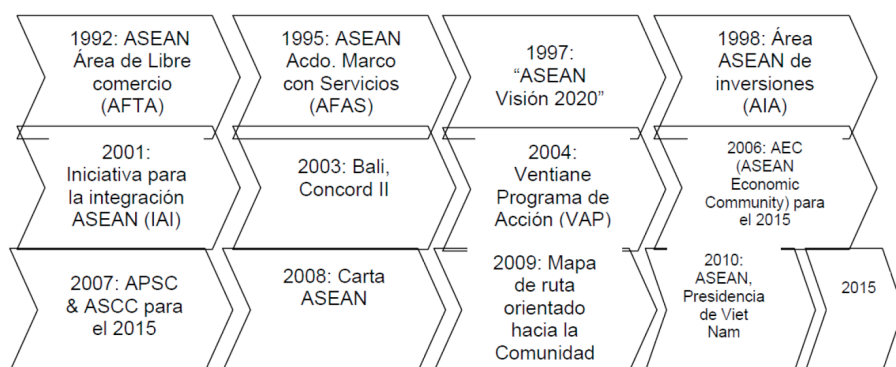 1992: ASEAN
Área de Libre
comercio
(AFTA)
1995: ASEAN
Acdo. Marco
con Servicios
(AFAS)
1997:
“ASEAN
Visión 2020”
1998: Área
ASEAN de
inversiones
(AIA)
2001:
Iniciativa para
la integración
ASEAN (IAI)
2003: Bali,
Concord II
2004:
Ventiane
Programa de
Acción (VAP)
2006: AEC
(ASEAN
Economic
Community) para
el 2015
2007: APSC
& ASCC para
el 2015
2008: Carta
ASEAN
2009: Mapa
de ruta
orientado
hacia la
Comunidad
2010:
ASEAN,
Presidencia
de Viet
Nam
2015